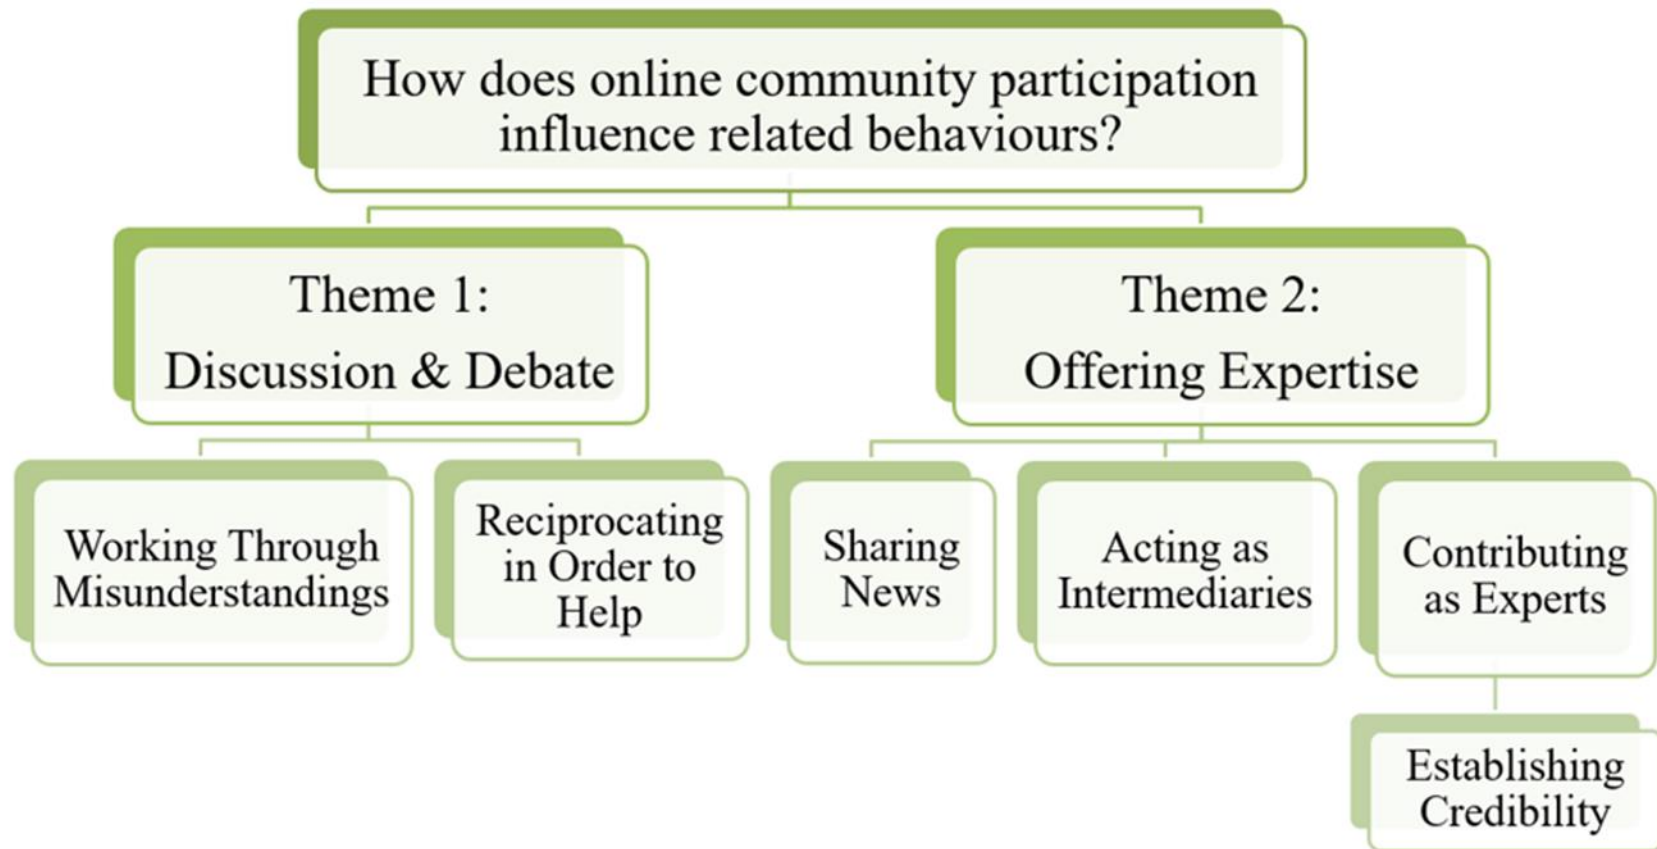 How does online community participation
influence related behaviours?
Theme 1:
Discussion & Debate
Theme 2:
Offering Expertise
Working Through
Misunderstandings
Reciprocating
in Order to
Help
Sharing
News
Acting as
Intermediaries
Contributing
as Experts
Establishing
Credibility